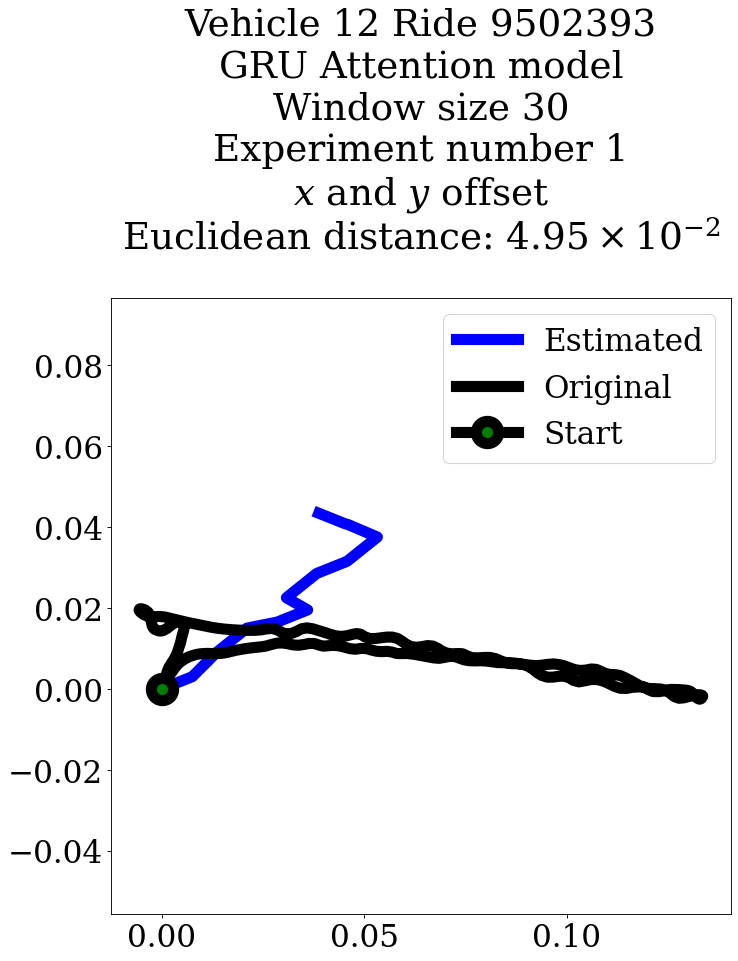 Vehicle 12 Ride 9502393
GRU Attention model
Window size 30
Experiment number 1
x and y offset
Euclidean distance: 4.95 × 10⁻²
Estimated
Original
Start
0.08
0.06
0.04
0.02
0.00
−0.02
−0.04
0.00 0.05 0.10